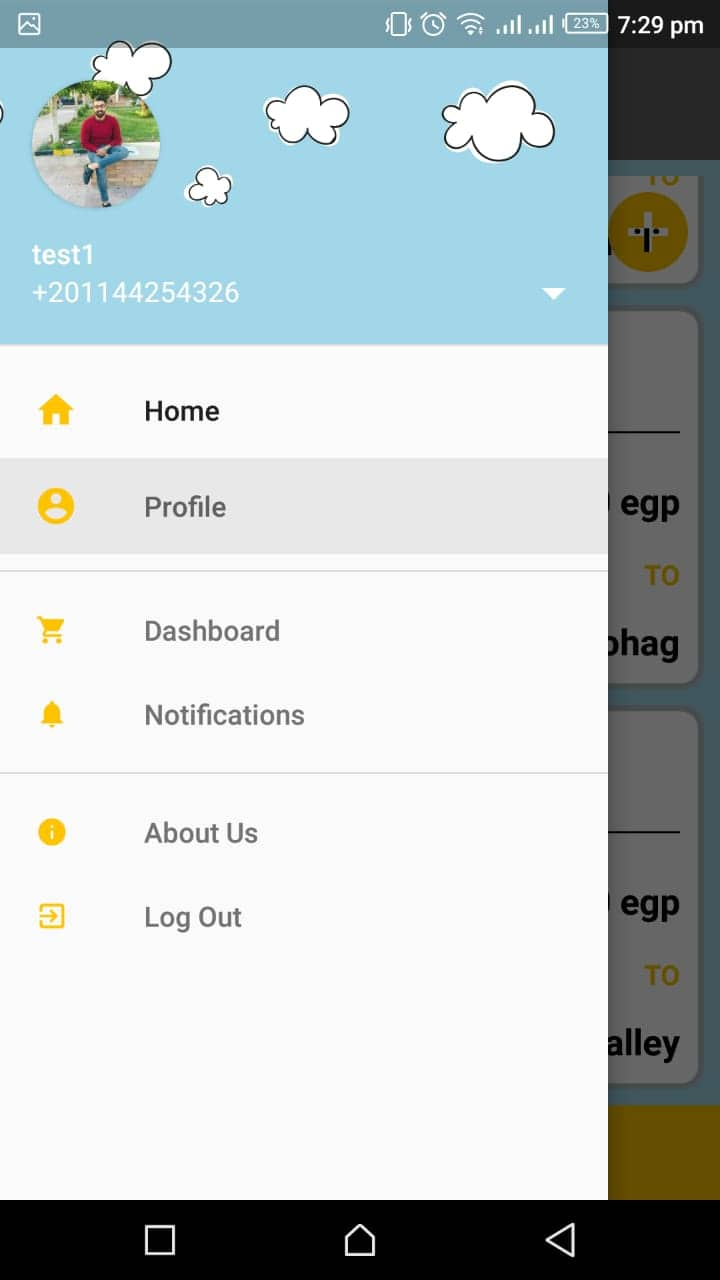 23% 7:29 pm
TO
test1
+201144254326
Home
Profile
egp
TO
Dashboard
ohag
Notifications
About Us
egp
Log Out
TO
alley